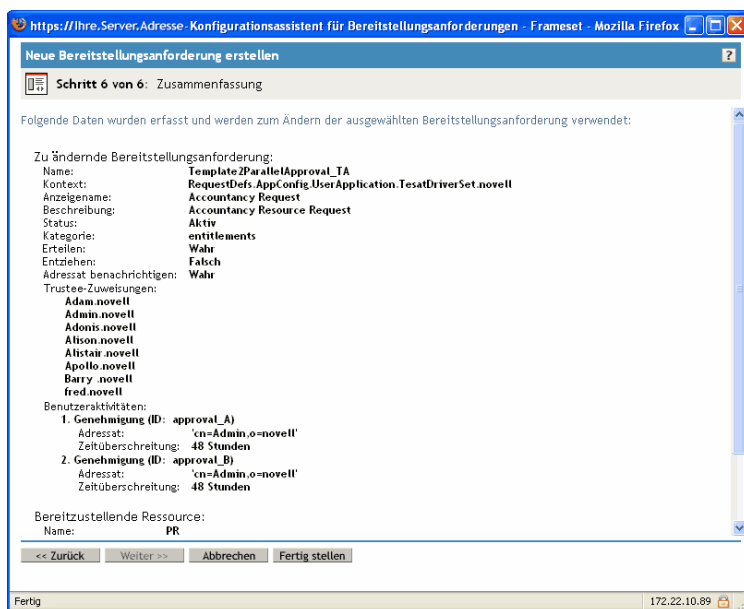 https://Ihre.Server.Adresse-Konfigurationsassistent für Bereitstellungsanforderungen - Frameset - Mozilla Firefox
Neue Bereitstellungsanforderung erstellen ?
Schritt 6 von 6: Zusammenfassung
Folgende Daten wurden erfasst und werden zum Ändern der ausgewählten Bereitstellungsanforderung verwendet:
Zu ändernde Bereitstellungsanforderung:
Name: Template2ParallelApproval_TA
Kontext: RequestDefs.AppConfig.UserApplication.TesatDriverSet.novell
Anzeigename: Accountancy Request
Beschreibung: Accountancy Resource Request
Status: Aktiv
Kategorie: entitlements
Erteilen: Wahr
Entziehen: Falsch
Adressat benachrichtigen: Wahr
Trustee-Zuweisungen:
Adam.novell
Admin.novell
Adonis.novell
Alison.novell
Alistair.novell
Apollo.novell
Barry .novell
fred.novell
Benutzeraktivitäten:
1. Genehmigung (ID: approval_A)
Adressat: 'cn=Admin,o=novell'
Zeitüberschreitung: 48 Stunden
2. Genehmigung (ID: approval_B)
Adressat: 'cn=Admin,o=novell'
Zeitüberschreitung: 48 Stunden
Bereitzustellende Ressource:
Name: PR
<< Zurück Weiter >> Abbrechen Fertig stellen
Fertig 172.22.10.89